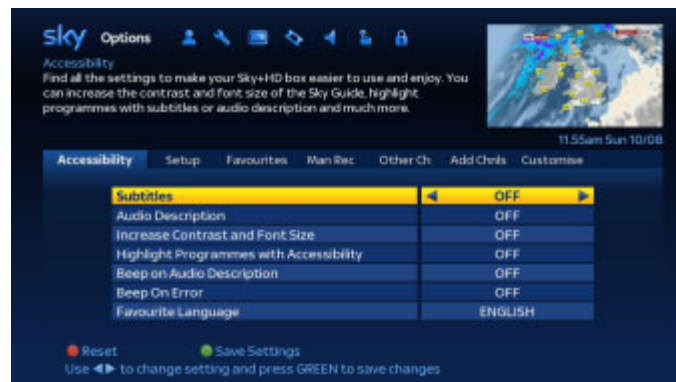 sky Options
Accessibility
Find all the settings to make your Sky+HD box easier to use and enjoy. You
can increase the contrast and font size of the Sky Guide, highlight
programmes with subtitles or audio description and much more.
11.55am Sun 10/08
Accessibility Setup Favourites Man Rec Other Ch Add Chnls Customise
Subtitles OFF
Audio Description OFF
Increase Contrast and Font Size OFF
Highlight Programmes with Accessibility OFF
Beep on Audio Description OFF
Beep On Error OFF
Favourite Language ENGLISH
Reset Save Settings
Use ◀▶ to change setting and press GREEN to save changes